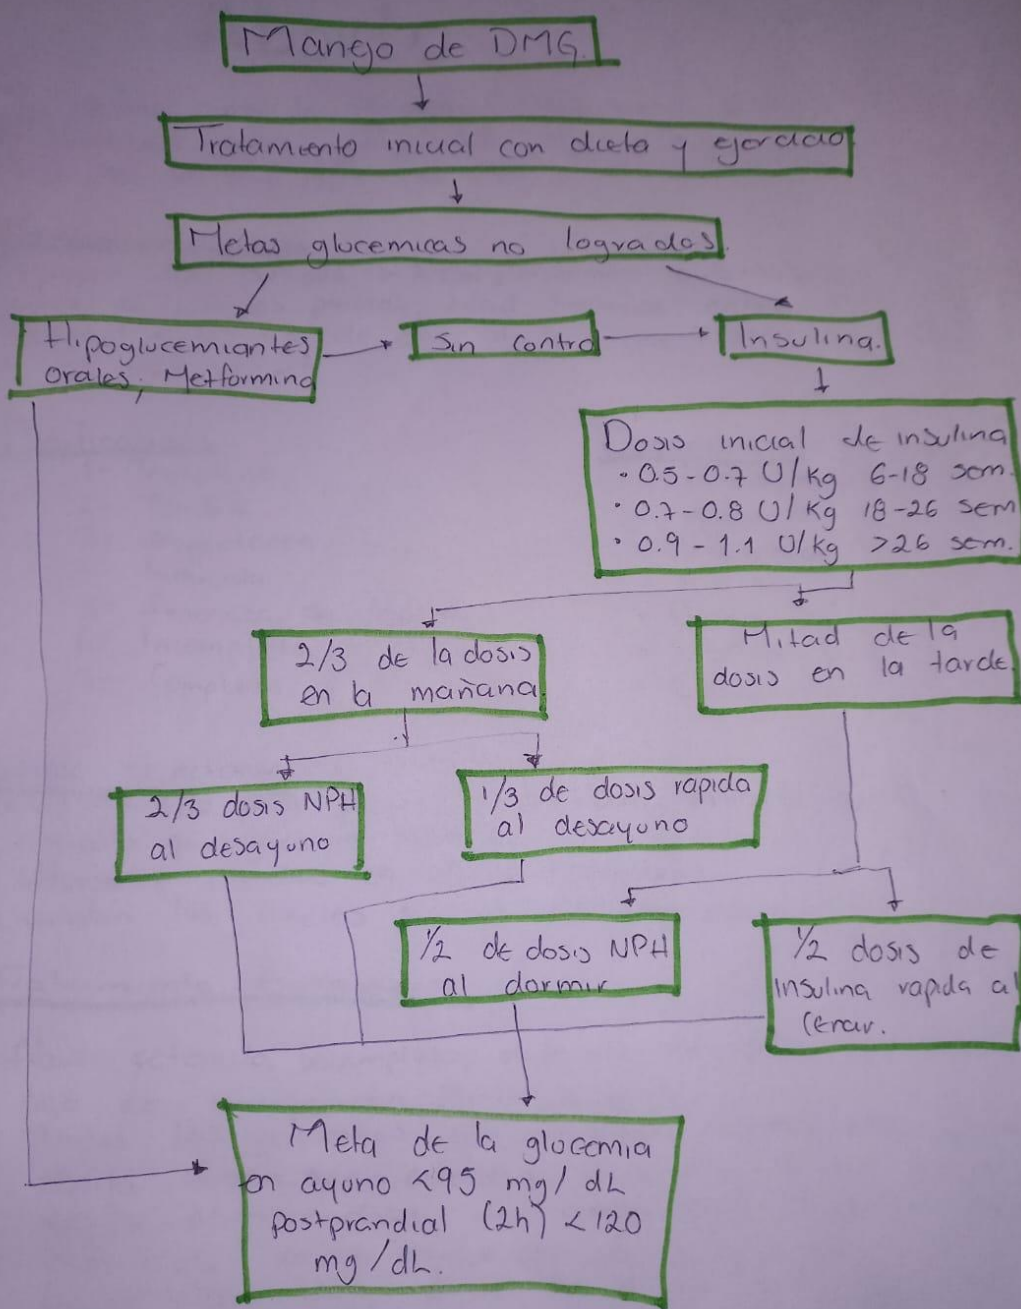 Manejo de DMG.
Tratamiento inicial con dieta y ejercicio
Metas glucemicas no logradas.
Hipoglucemiantes
orales, Metformina
Sin control
Insulina.
Dosis inicial de insulina
• 0.5 - 0.7 U/Kg 6-18 sem.
• 0.7 - 0.8 U/Kg 18-26 sem
• 0.9 - 1.1 U/Kg >26 sem.
2/3 de la dosis
en la mañana.
Mitad de la
dosis en la tarde.
2/3 dosis NPH
al desayuno
1/3 de dosis rapida
al desayuno
1/2 de dosis NPH
al dormir
1/2 dosis de
insulina rapida al
cenar.
Meta de la glucemia
en ayuno <95 mg/dL
postprandial (2h) <120
mg/dL.